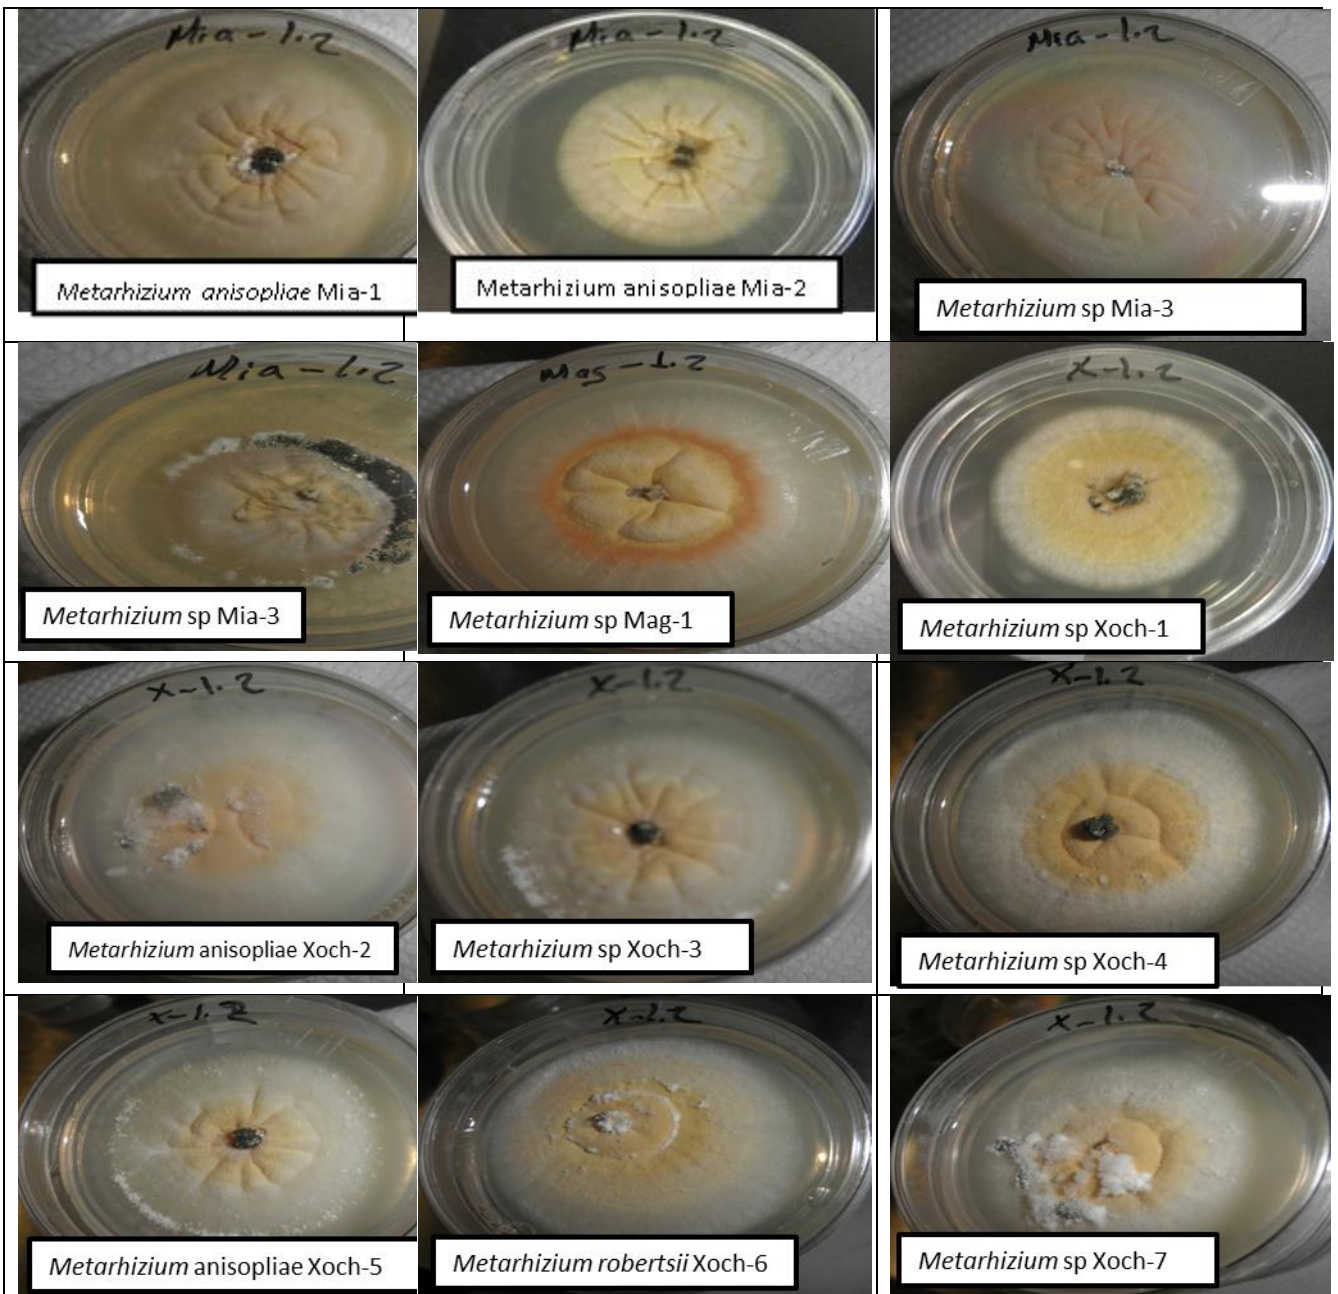 Mia-1.2
Mia-1.2
Mia-1.2
Metarhizium anisopliae Mia-1
Metarhizium anisopliae Mia-2
Metarhizium sp Mia-3
Mia-1.2
Mag-1.2
X-1.2
Metarhizium sp Mia-3
Metarhizium sp Mag-1
Metarhizium sp Xoch-1
X-1.2
X-1.2
X-1.2
Metarhizium anisopliae Xoch-2
Metarhizium sp Xoch-3
Metarhizium sp Xoch-4
X-1.2
X-1.2
X-1.2
Metarhizium anisopliae Xoch-5
Metarhizium robertsii Xoch-6
Metarhizium sp Xoch-7